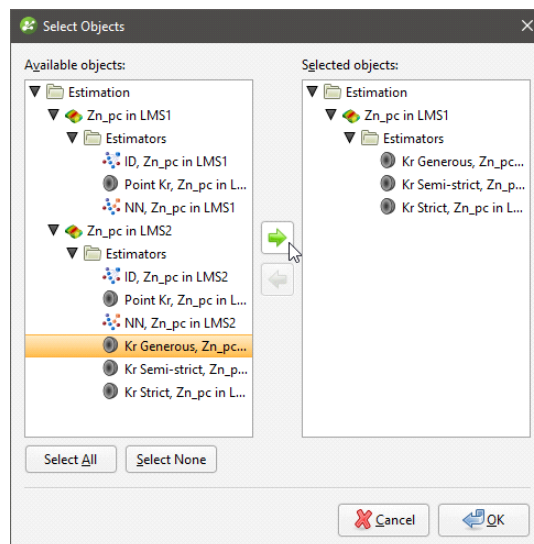 Select Objects
Available objects:
Estimation
Zn_pc in LMS1
Estimators
ID, Zn_pc in LMS1
Point Kr, Zn_pc in L...
NN, Zn_pc in LMS1
Zn_pc in LMS2
Estimators
ID, Zn_pc in LMS2
Point Kr, Zn_pc in L...
NN, Zn_pc in LMS2
Kr Generous, Zn_pc...
Kr Semi-strict, Zn_p...
Kr Strict, Zn_pc in L...
Select All
Select None
Selected objects:
Estimation
Zn_pc in LMS1
Estimators
Kr Generous, Zn_pc...
Kr Semi-strict, Zn_p...
Kr Strict, Zn_pc in L...
Cancel
OK